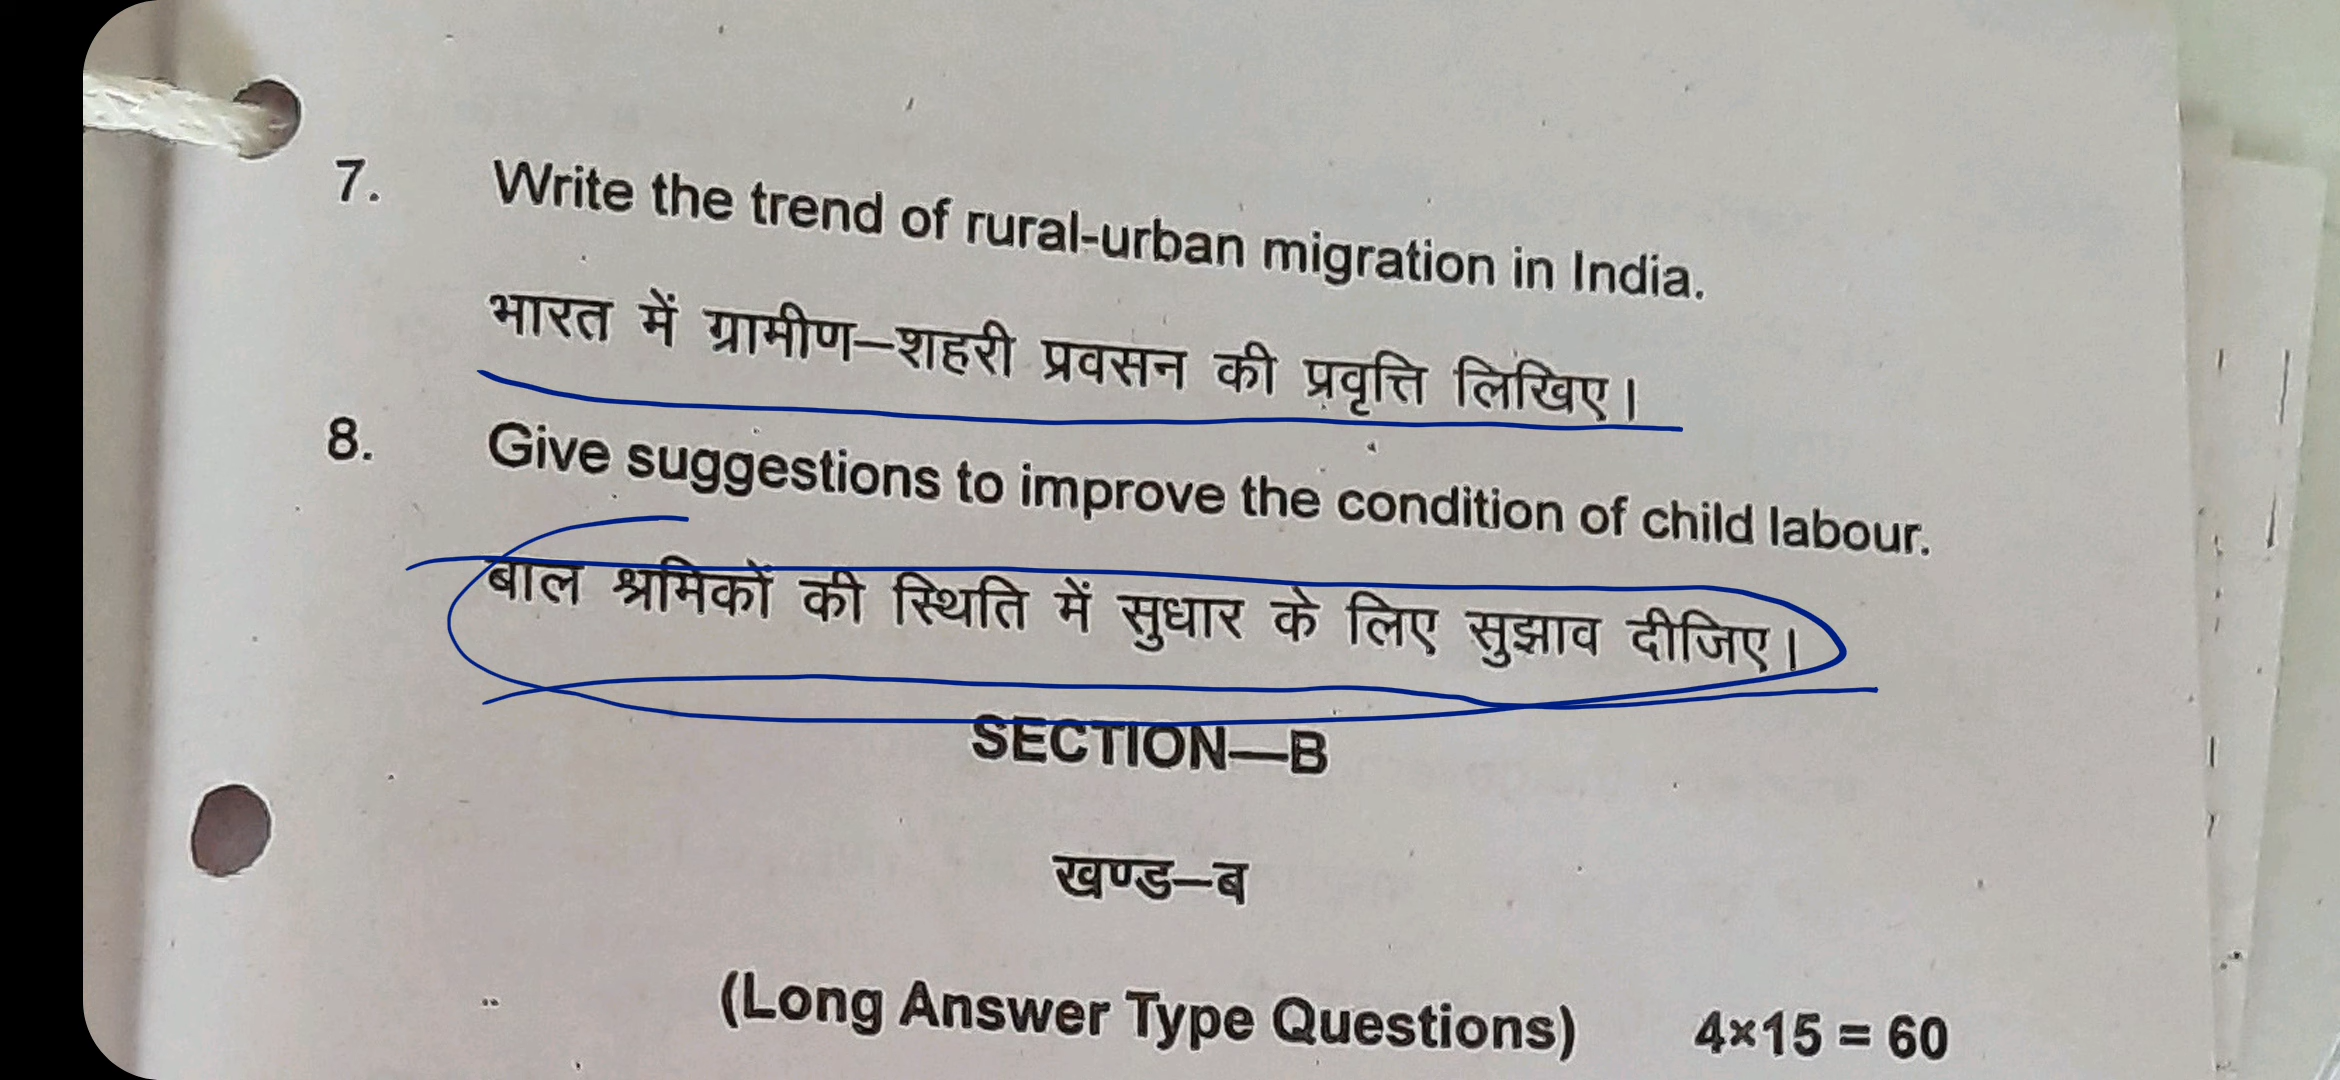 7. Write the trend of rural-urban migration in India.
भारत में ग्रामीण–शहरी प्रवसन की प्रवृत्ति लिखिए।
8. Give suggestions to improve the condition of child labour.
बाल श्रमिकों की स्थिति में सुधार के लिए सुझाव दीजिए।
SECTION—B
खण्ड–ब
(Long Answer Type Questions) 4×15 = 60